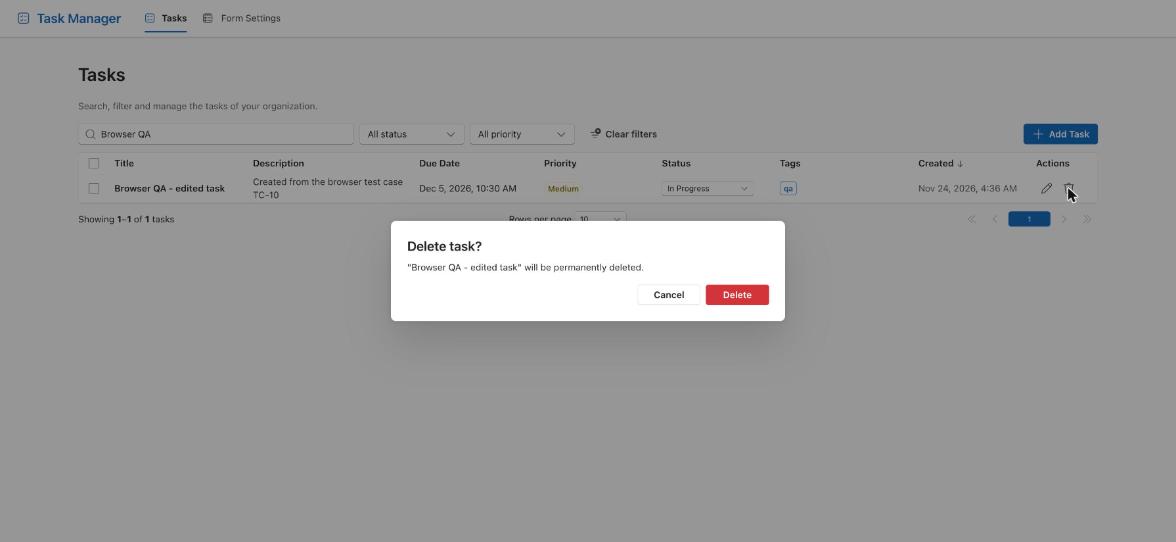 Task Manager
Tasks
Form Settings
Tasks
Search, filter and manage the tasks of your organization.
Browser QA
All status
All priority
Clear filters
Add Task
Title
Description
Due Date
Priority
Status
Tags
Created ↓
Actions
Browser QA - edited task
Created from the browser test case
TC-10
Dec 5, 2026, 10:30 AM
Medium
In Progress
qa
Nov 24, 2026, 4:36 AM
Showing 1–1 of 1 tasks
Rows per page
10
1
Delete task?
"Browser QA - edited task" will be permanently deleted.
Cancel
Delete